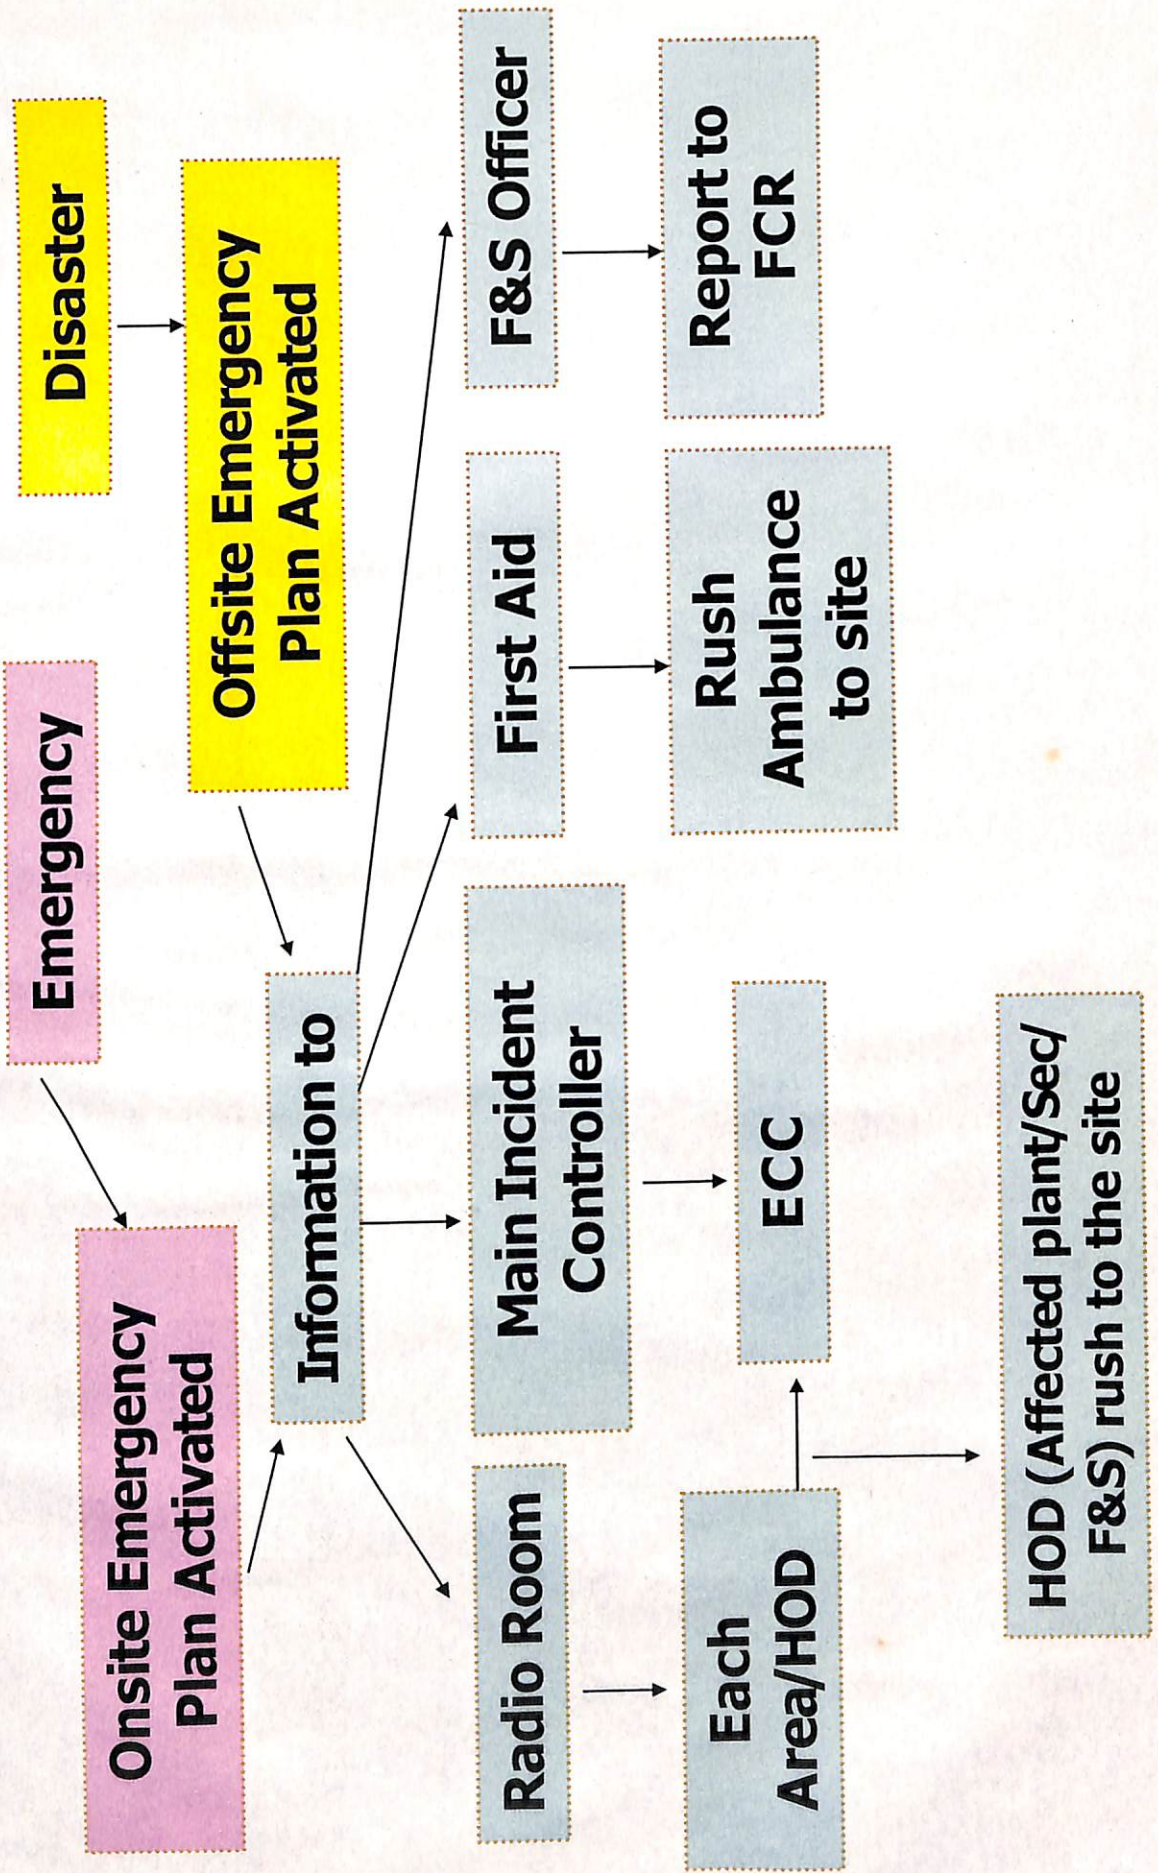 Emergency
Disaster
Onsite Emergency
Plan Activated
Offsite Emergency
Plan Activated
Information to
Radio Room
Main Incident
Controller
First Aid
F&S Officer
Each
Area/HOD
ECC
Rush
Ambulance
to site
Report to
FCR
HOD (Affected plant/Sec/
F&S) rush to the site